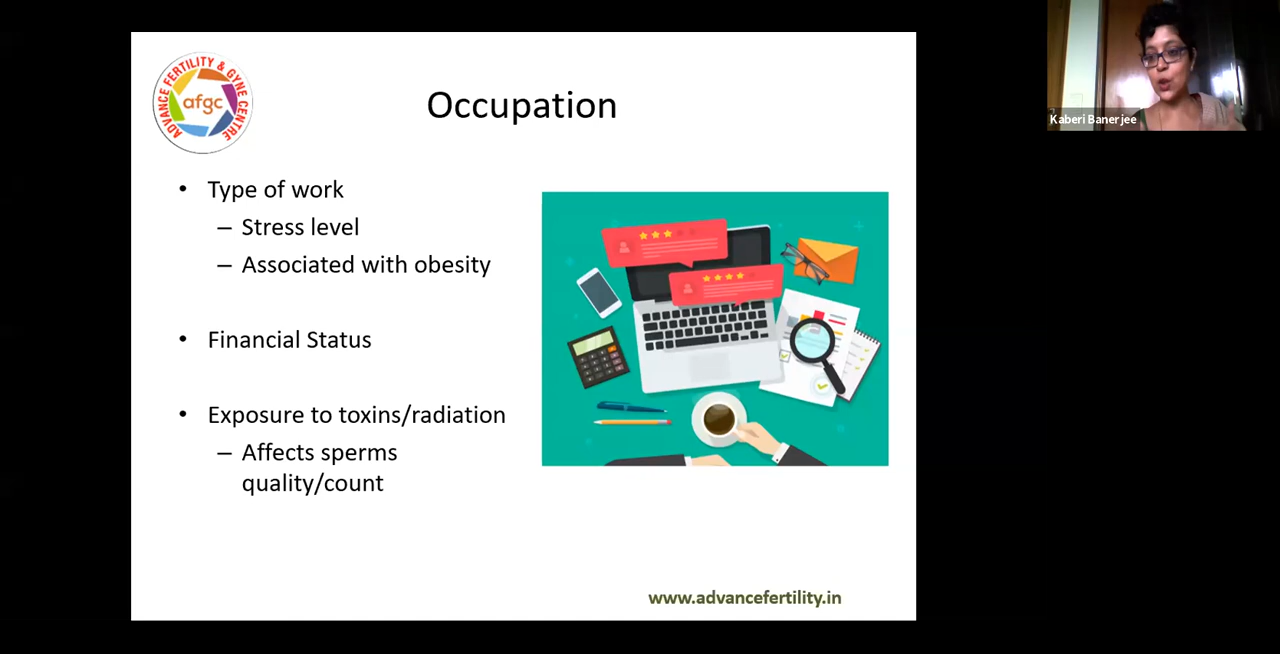 ADVANCE FERTILITY & GYNE CENTRE
afgc
Occupation
Kaberi Banerjee
• Type of work
– Stress level
– Associated with obesity
• Financial Status
• Exposure to toxins/radiation
– Affects sperms
quality/count
www.advancefertility.in